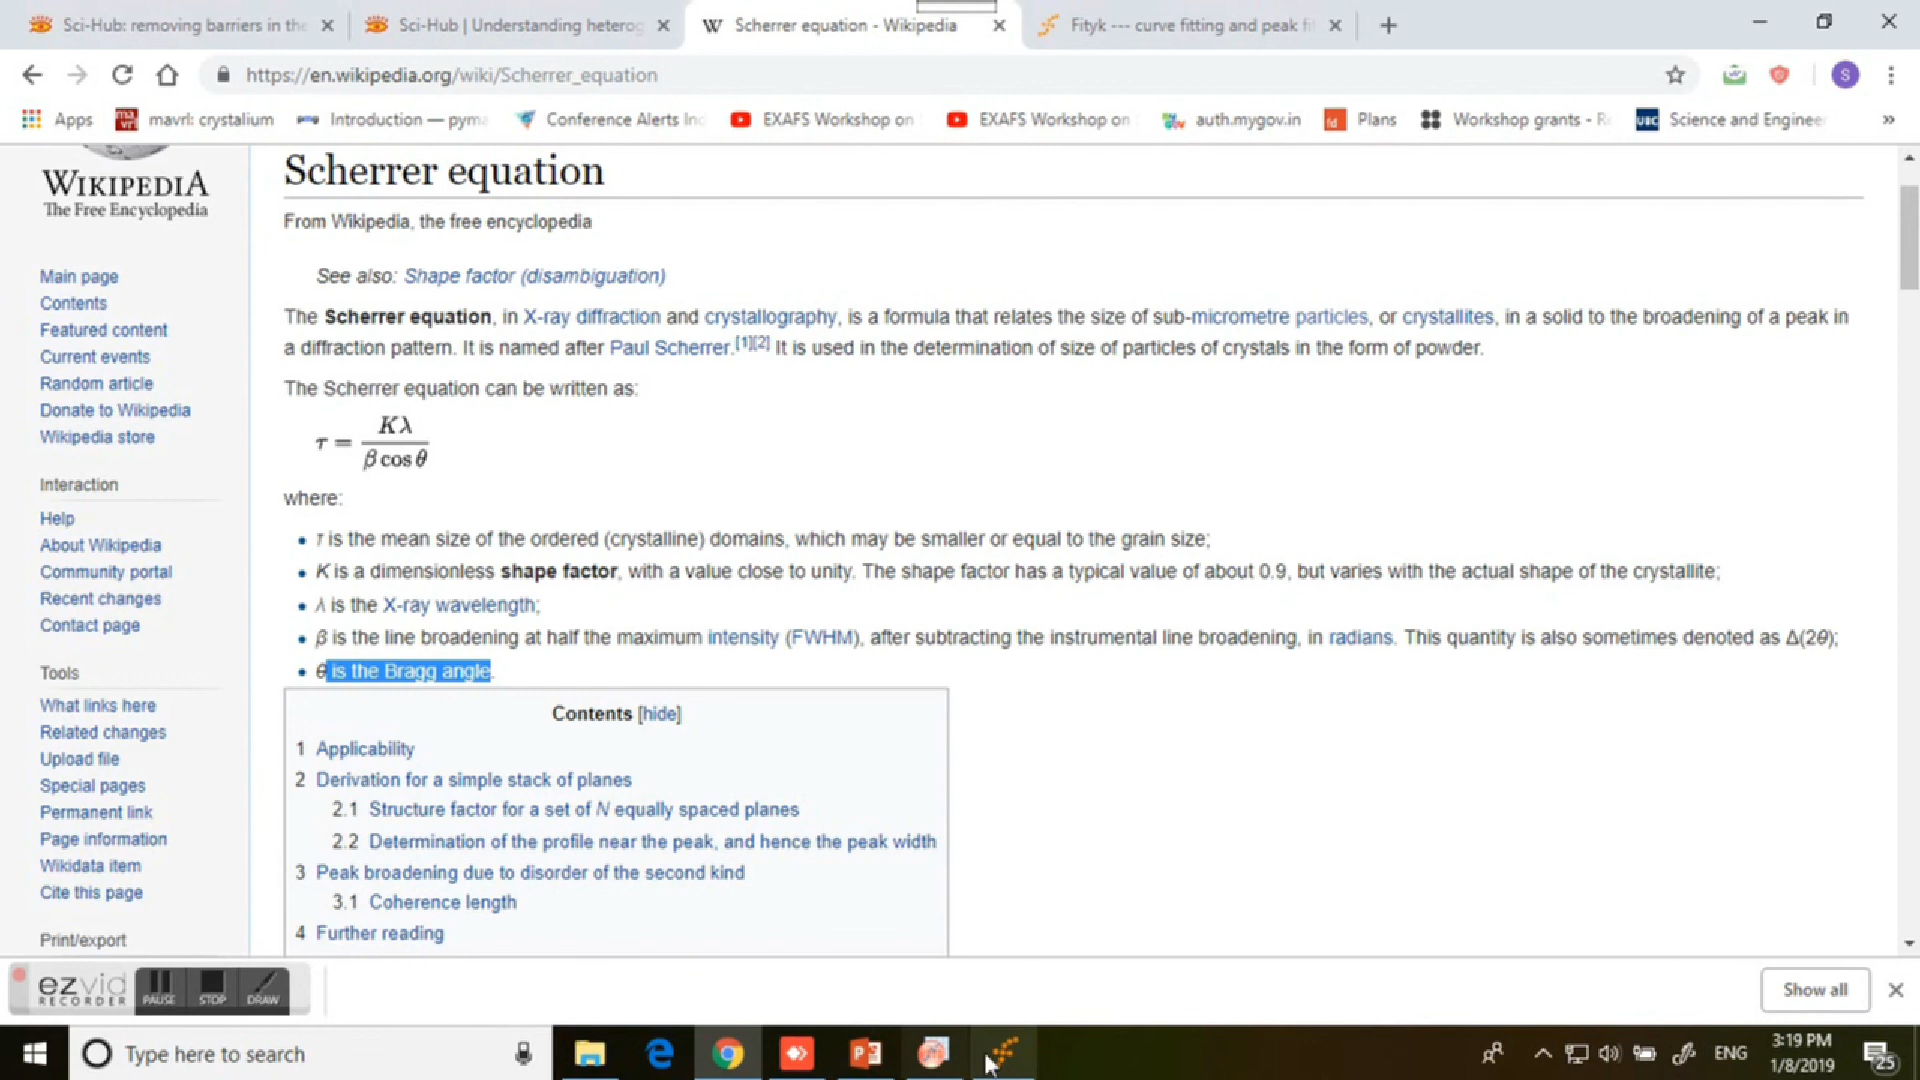 Sci-Hub: removing barriers in the
Sci-Hub | Understanding heterog
Scherrer equation - Wikipedia
Fityk --- curve fitting and peak fi
https://en.wikipedia.org/wiki/Scherrer_equation
S
Apps
mavrl: crystalium
Introduction — pyma
Conference Alerts Inc
EXAFS Workshop on
EXAFS Workshop on
auth.mygov.in
Plans
Workshop grants - R
UBC
Science and Engineer
WIKIPEDIA
The Free Encyclopedia
Main page
Contents
Featured content
Current events
Random article
Donate to Wikipedia
Wikipedia store
Interaction
Help
About Wikipedia
Community portal
Recent changes
Contact page
Tools
What links here
Related changes
Upload file
Special pages
Permanent link
Page information
Wikidata item
Cite this page
Print/export
Scherrer equation
From Wikipedia, the free encyclopedia
See also: Shape factor (disambiguation)
The Scherrer equation, in X-ray diffraction and crystallography, is a formula that relates the size of sub-micrometre particles, or crystallites, in a solid to the broadening of a peak in
a diffraction pattern. It is named after Paul Scherrer.[1][2] It is used in the determination of size of particles of crystals in the form of powder.
The Scherrer equation can be written as:
τ = Kλ / β cos θ
where:
• τ is the mean size of the ordered (crystalline) domains, which may be smaller or equal to the grain size;
• K is a dimensionless shape factor, with a value close to unity. The shape factor has a typical value of about 0.9, but varies with the actual shape of the crystallite;
• λ is the X-ray wavelength;
• β is the line broadening at half the maximum intensity (FWHM), after subtracting the instrumental line broadening, in radians. This quantity is also sometimes denoted as Δ(2θ);
• θ is the Bragg angle.
Contents [hide]
1 Applicability
2 Derivation for a simple stack of planes
2.1 Structure factor for a set of N equally spaced planes
2.2 Determination of the profile near the peak, and hence the peak width
3 Peak broadening due to disorder of the second kind
3.1 Coherence length
4 Further reading
ezvid
RECORDER
PAUSE
STOP
DRAW
Show all
Type here to search
ENG
3:19 PM
1/8/2019
25